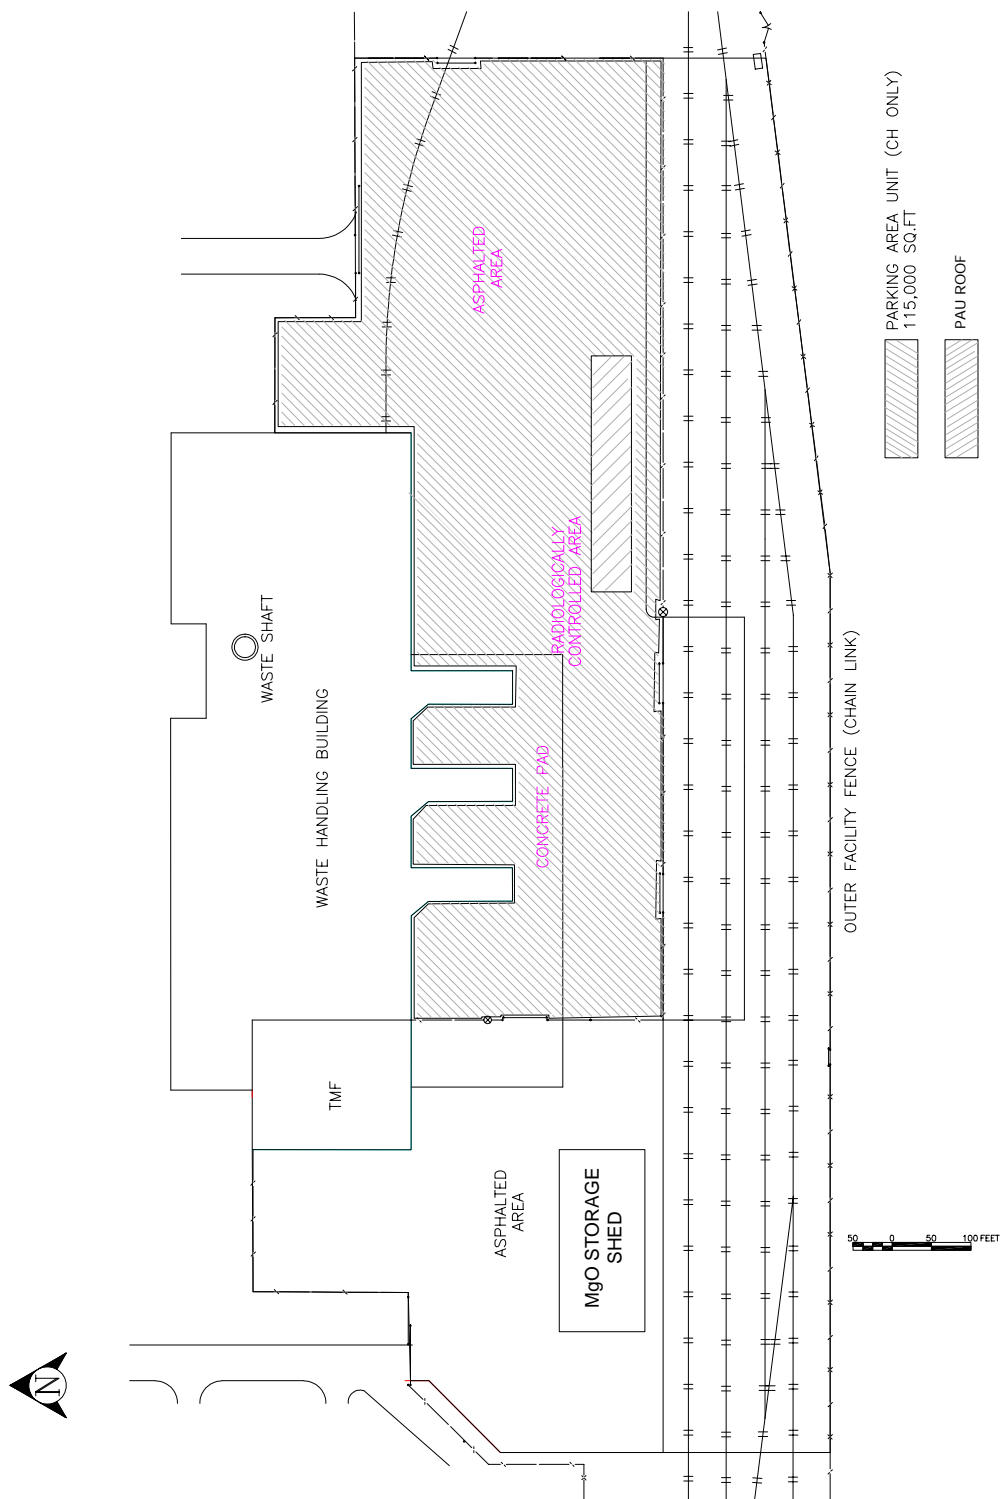 PARKING AREA UNIT (CH ONLY)
115,000 SQ.FT
PAU ROOF
ASPHALTED
AREA
RADIOLOGICALLY
CONTROLLED AREA
CONCRETE PAD
WASTE SHAFT
WASTE HANDLING BUILDING
TMF
ASPHALTED
AREA
MgO STORAGE
SHED
OUTER FACILITY FENCE (CHAIN LINK)
50 0 50 100 FEET
N